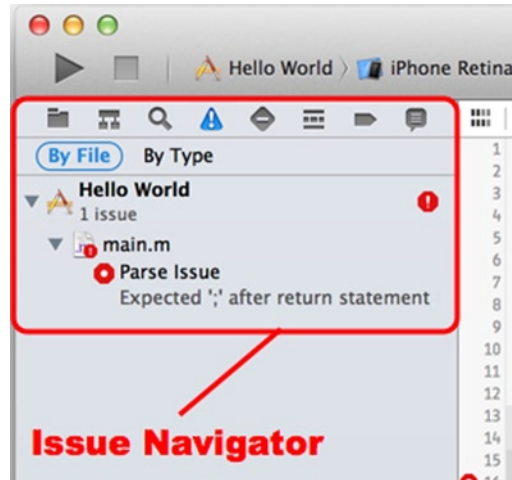 Hello World iPhone Retina
By File By Type
Hello World
1 issue
main.m
Parse Issue
Expected ';' after return statement
Issue Navigator
1
2
3
4
5
6
7
8
9
10
11
12
13
14
15